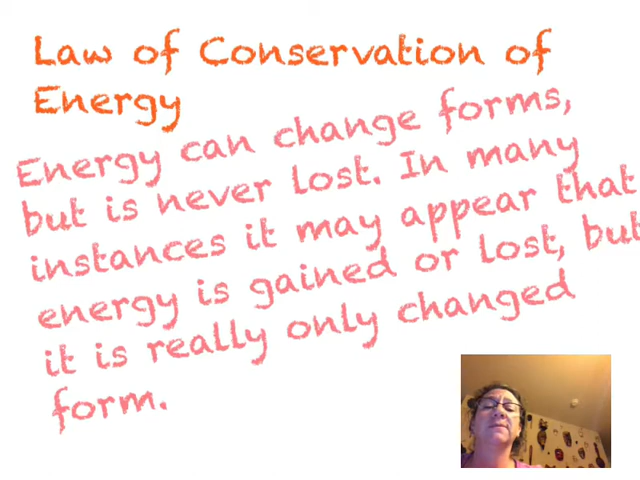 Law of Conservation of
Energy
Energy can change forms,
but is never lost. In many
instances it may appear that
energy is gained or lost, but
it is really only changed
form.